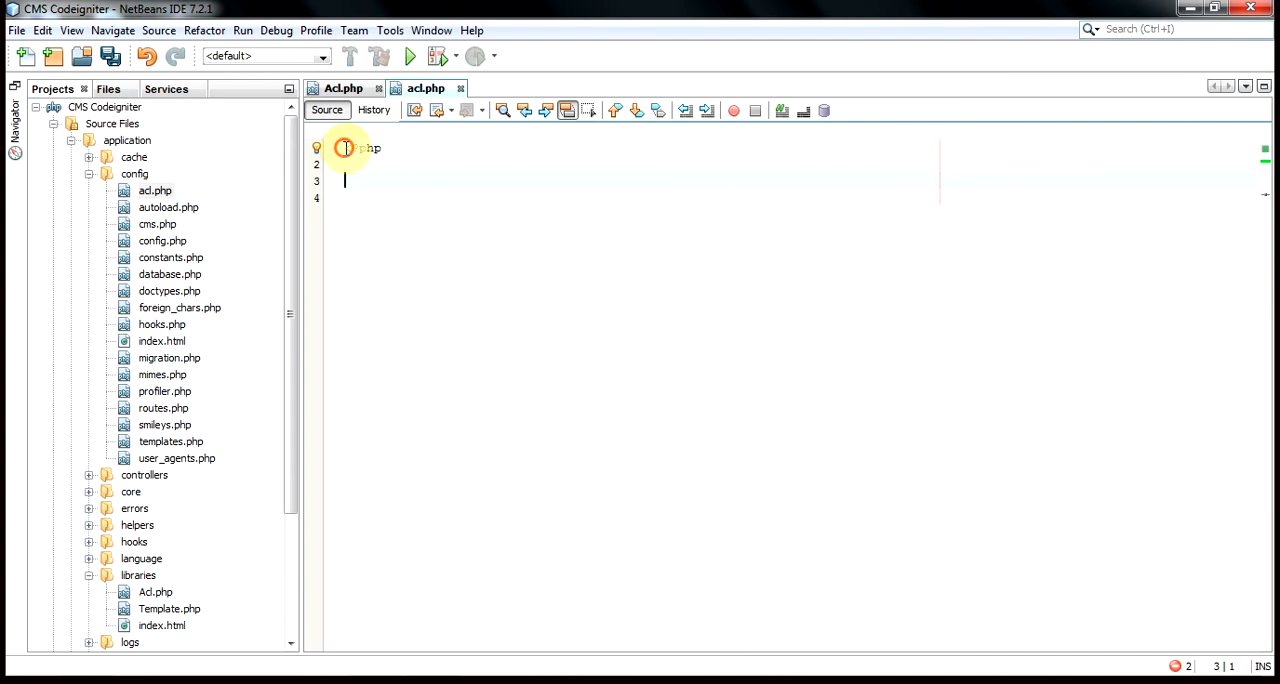 CMS Codeigniter - NetBeans IDE 7.2.1
File Edit View Navigate Source Refactor Run Debug Profile Team Tools Window Help
Search (Ctrl+I)
<default>
Projects Files Services
Acl.php acl.php
Navigator
Source History
CMS Codeigniter
Source Files
application
cache
config
acl.php
autoload.php
cms.php
config.php
constants.php
database.php
doctypes.php
foreign_chars.php
hooks.php
index.html
migration.php
mimes.php
profiler.php
routes.php
smileys.php
templates.php
user_agents.php
controllers
core
errors
helpers
hooks
language
libraries
Acl.php
Template.php
index.html
logs
<?php
2
3
4
2 3 | 1 INS